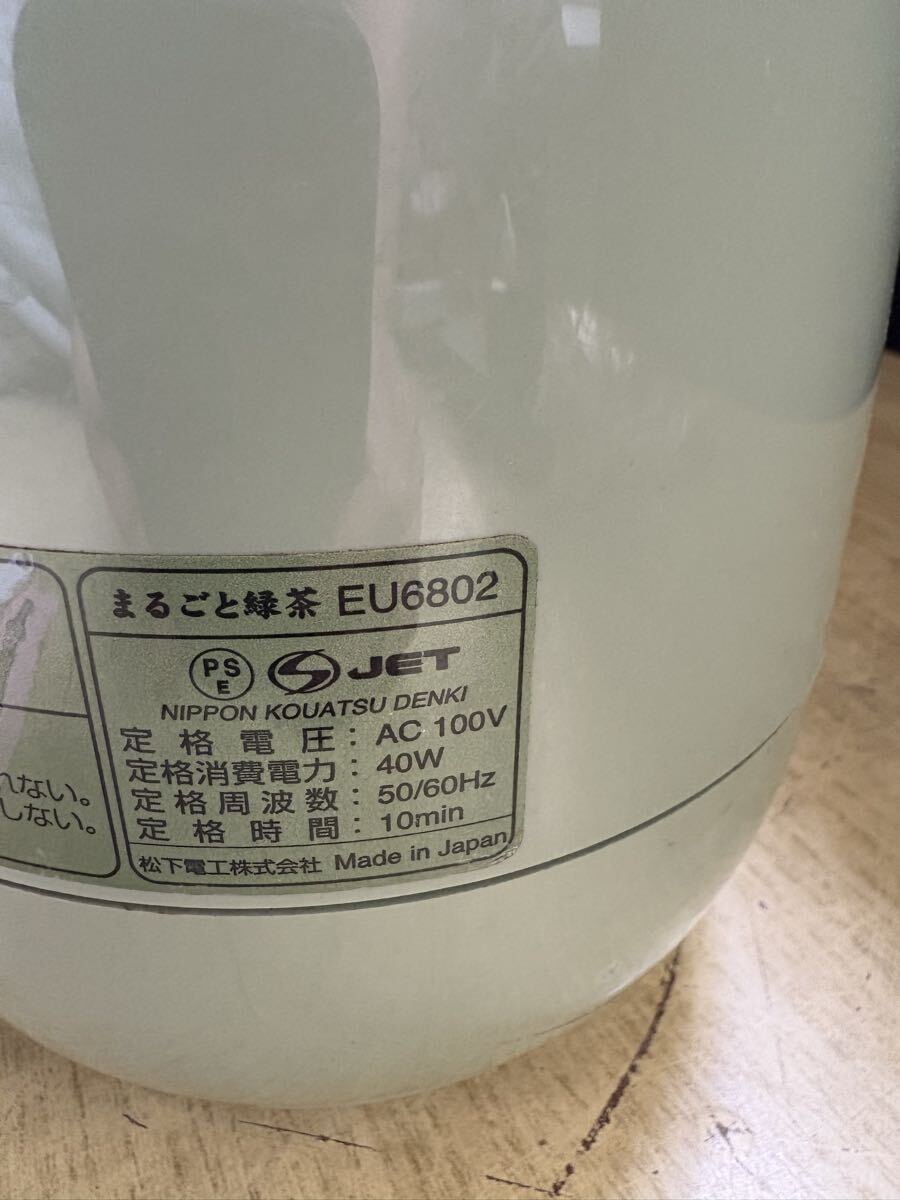 まるごと緑茶 EU6802
PS
E
JET
NIPPON KOUATSU DENKI
定格電圧: AC 100V
定格消費電力: 40W
定格周波数: 50/60Hz
定格時間: 10min
松下電工株式会社 Made in Japan
れない。
しない。